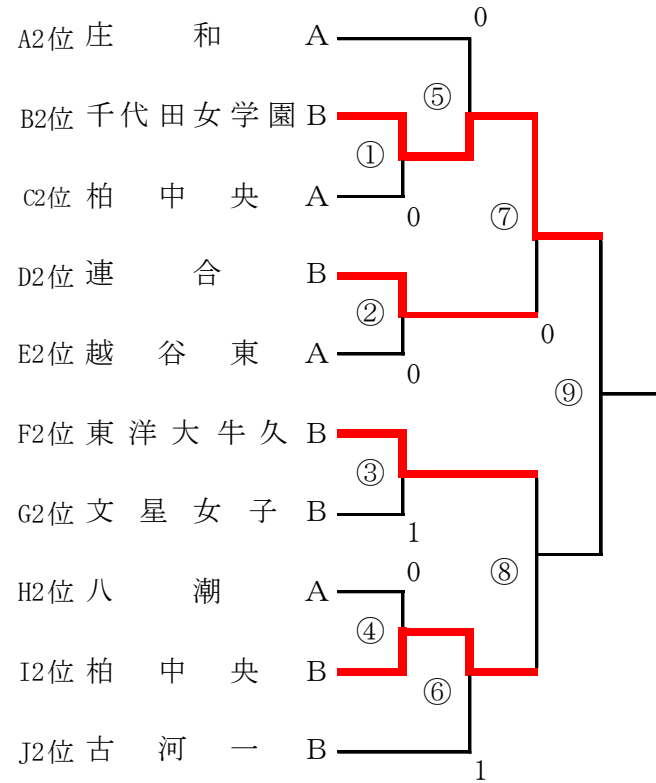 0
A2位 庄和 A
⑤
B2位 千代田女学園 B
①
C2位 柏中央 A
0
⑦
D2位 連合 B
②
0
E2位 越谷東 A
0
⑨
F2位 東洋大牛久 B
③
G2位 文星女子 B
1
0
⑧
H2位 八潮 A
④
I2位 柏中央 B
⑥
J2位 古河一 B
1